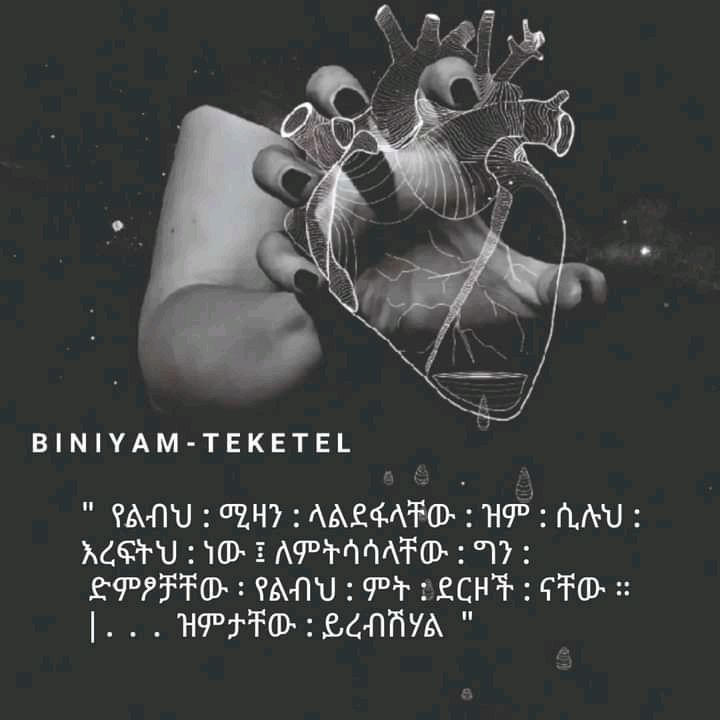 BINIYAM-TEKETEL
" የልብህ : ሚዛን : ላልደፋላቸው : ዝም : ሲሉህ :
እረፍትህ : ነው ፤ ለምትሳሳላቸው : ግን :
ድምፆቻቸው : የልብህ : ምት : ደርዞች : ናቸው ።
| . . . ዝምታቸው : ይረብሽሃል "